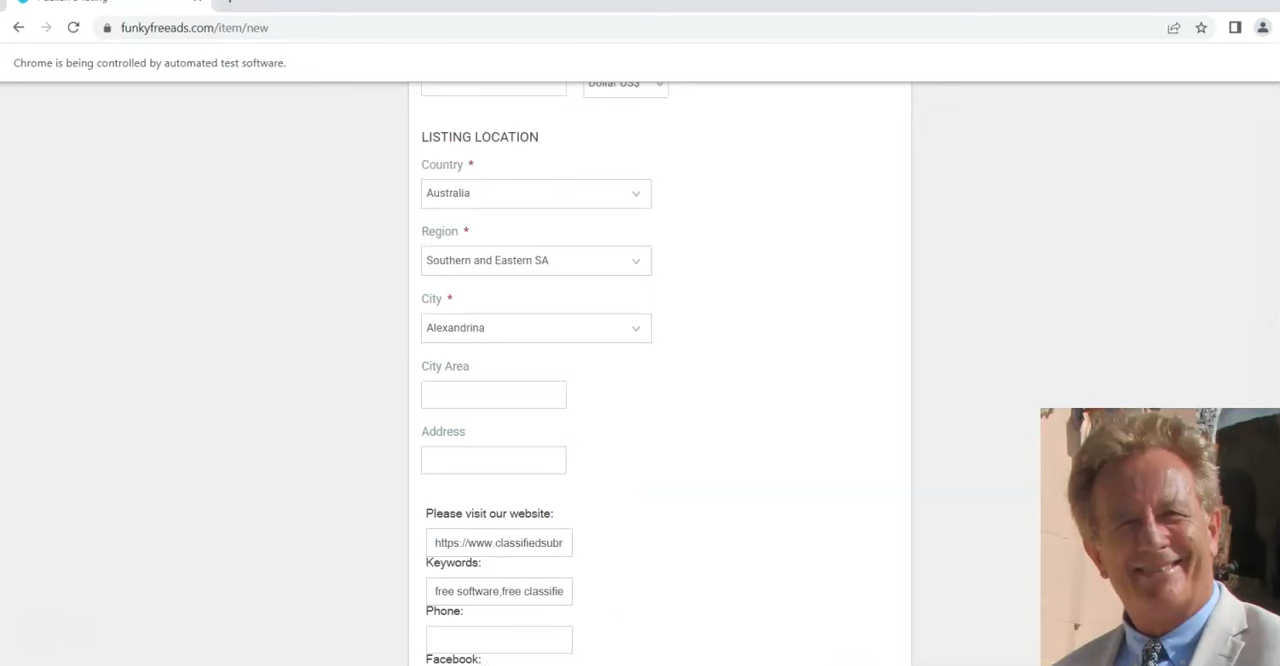 funkyfreeads.com/item/new
Chrome is being controlled by automated test software.
Dollar US$
LISTING LOCATION
Country *
Australia
Region *
Southern and Eastern SA
City *
Alexandrina
City Area
Address
Please visit our website:
https://www.classifiedsubr
Keywords:
free software,free classifie
Phone:
Facebook: